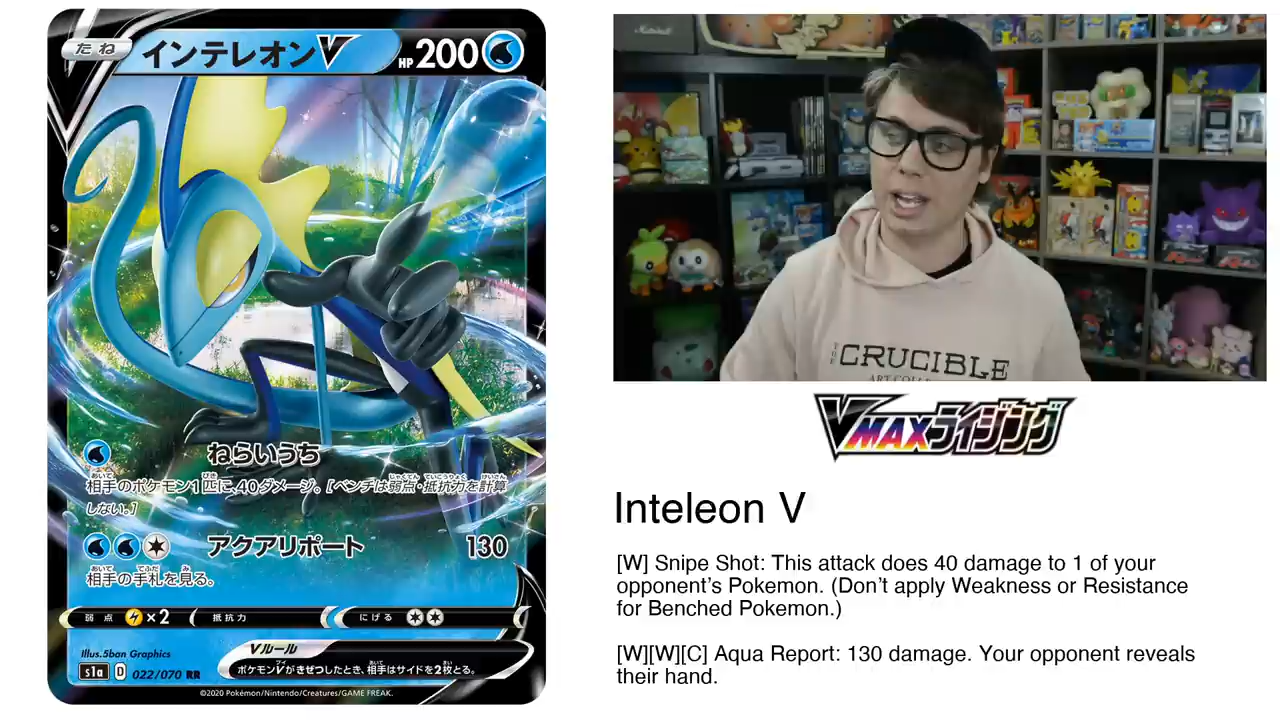 たね インテレオンV HP 200
ねらいうち
相手のポケモン1匹に、40ダメージ。[ベンチは弱点・抵抗力を計算
しない。]
アクアリポート 130
相手の手札を見る。
弱点 ×2 抵抗力 にげる
Illus.5ban Graphics
Vルール
ポケモンVがきぜつしたとき、相手はサイドを2枚とる。
s1a D 022/070 RR
©2020 Pokémon/Nintendo/Creatures/GAME FREAK.
THE CRUCIBLE
VMAXライジング
Inteleon V
[W] Snipe Shot: This attack does 40 damage to 1 of your
opponent’s Pokemon. (Don’t apply Weakness or Resistance
for Benched Pokemon.)
[W][W][C] Aqua Report: 130 damage. Your opponent reveals
their hand.